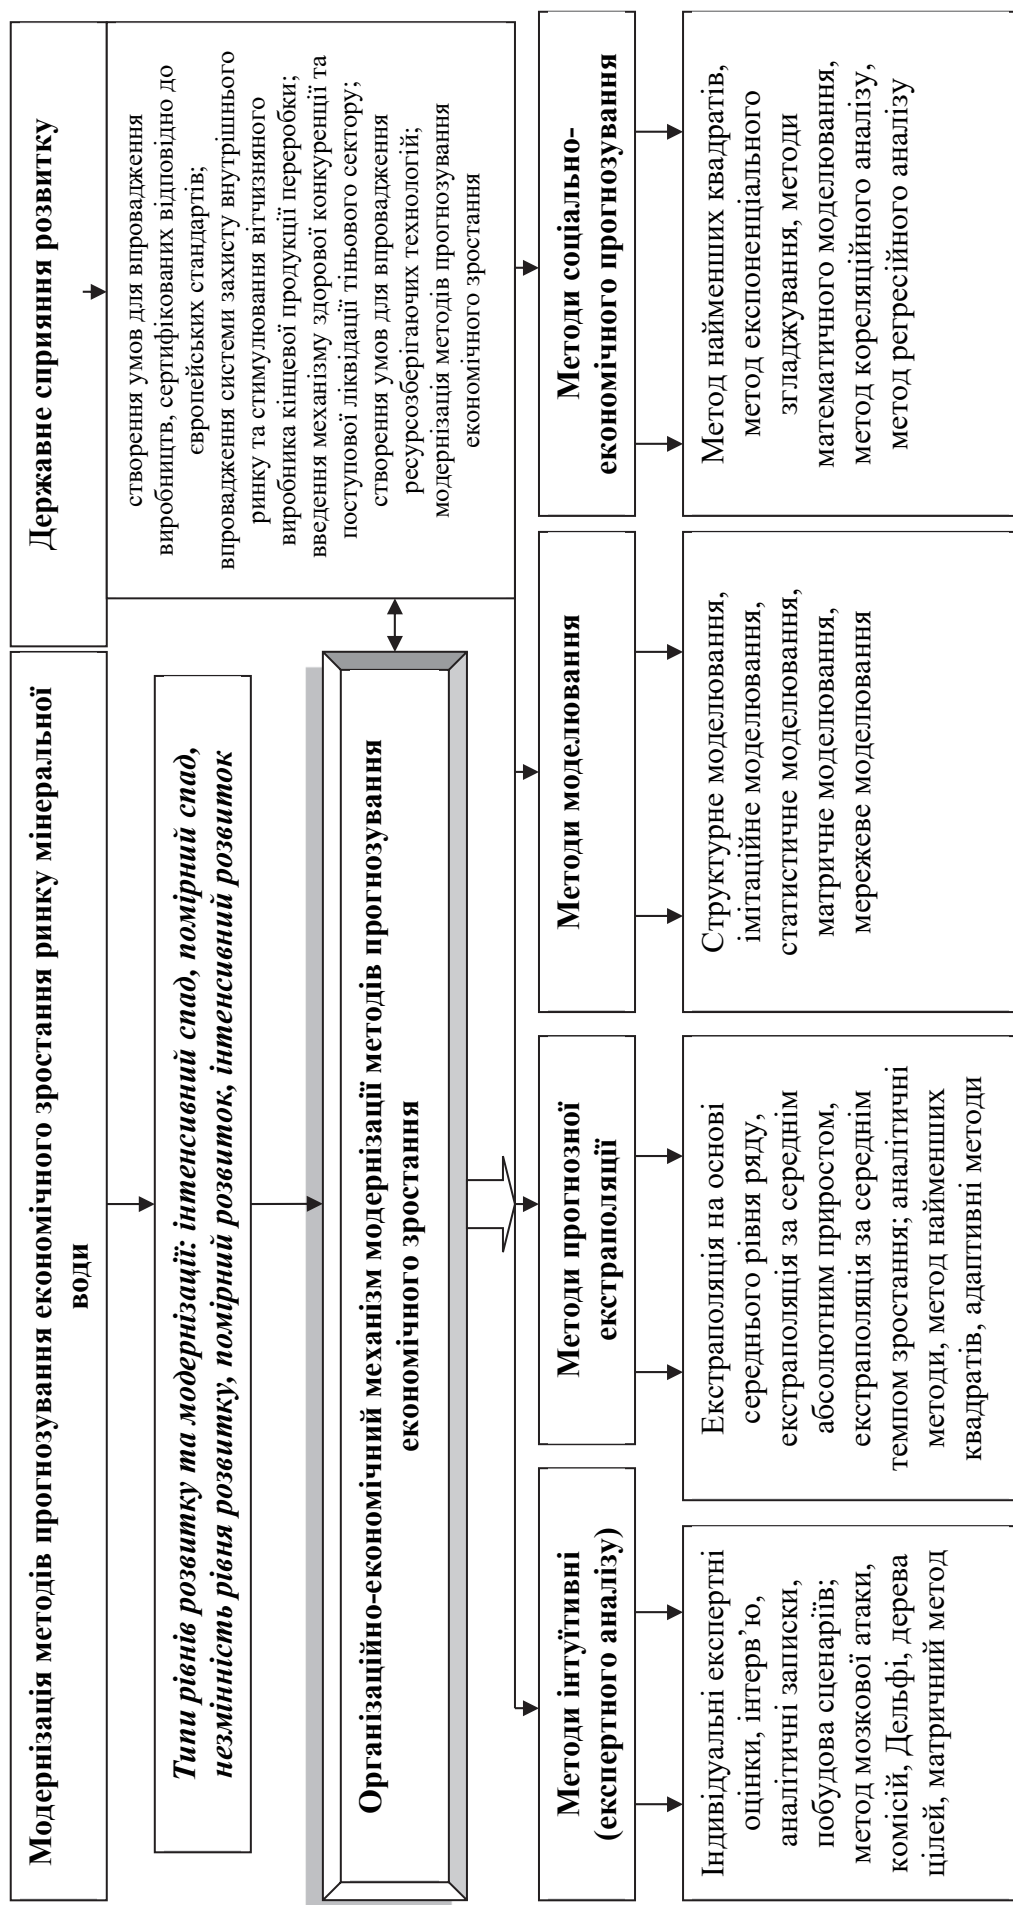 Модернізація методів прогнозування економічного зростання ринку мінеральної
води
Державне сприяння розвитку
Типи рівнів розвитку та модернізації: інтенсивний спад, помірний спад,
незмінність рівня розвитку, помірний розвиток, інтенсивний розвиток
створення умов для впровадження
виробництв, сертифікованих відповідно до
європейських стандартів;
впровадження системи захисту внутрішнього
ринку та стимулювання вітчизняного
виробника кінцевої продукції переробки;
введення механізму здорової конкуренції та
поступової ліквідації тіньового сектору;
створення умов для впровадження
ресурсозберігаючих технологій;
модернізація методів прогнозування
економічного зростання
Організаційно-економічний механізм модернізації методів прогнозування
економічного зростання
Методи інтуїтивні
(експертного аналізу)
Методи прогнозної
екстраполяції
Методи моделювання
Методи соціально-
економічного прогнозування
Індивідуальні експертні
оцінки, інтерв’ю,
аналітичні записки,
побудова сценаріїв;
метод мозкової атаки,
комісій, Дельфі, дерева
цілей, матричний метод
Екстраполяція на основі
середнього рівня ряду,
екстраполяція за середнім
абсолютним приростом,
екстраполяція за середнім
темпом зростання; аналітичні
методи, метод найменших
квадратів, адаптивні методи
Структурне моделювання,
імітаційне моделювання,
статистичне моделювання,
матричне моделювання,
мережеве моделювання
Метод найменших квадратів,
метод експоненціального
згладжування, методи
математичного моделювання,
метод кореляційного аналізу,
метод регресійного аналізу